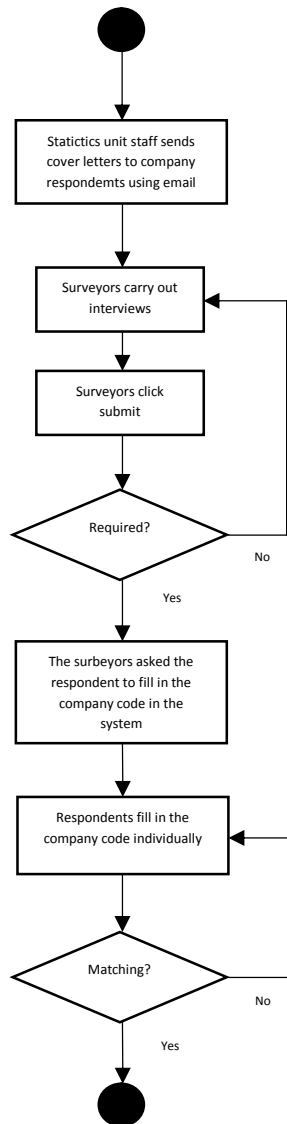 Statictics unit staff sends
cover letters to company
respondemts using email
Surveyors carry out
interviews
Surveyors click
submit
Required?
No
Yes
The surbeyors asked the
respondent to fill in the
company code in the
system
Respondents fill in the
company code individually
Matching?
No
Yes